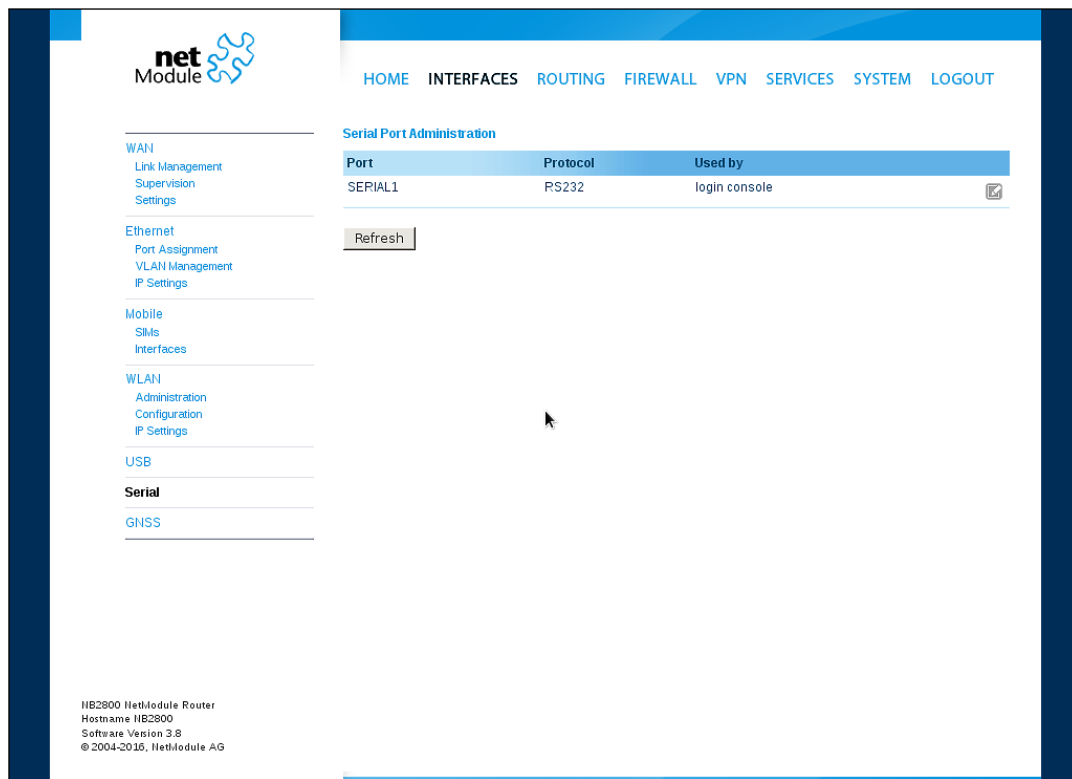 net
Module
HOME INTERFACES ROUTING FIREWALL VPN SERVICES SYSTEM LOGOUT
WAN
Link Management
Supervision
Settings
Ethernet
Port Assignment
VLAN Management
IP Settings
Mobile
SIMs
Interfaces
WLAN
Administration
Configuration
IP Settings
USB
Serial
GNSS
Serial Port Administration
Port Protocol Used by
SERIAL1 RS232 login console
Refresh
NB2800 NetModule Router
Hostname NB2800
Software Version 3.8
© 2004-2016, NetModule AG